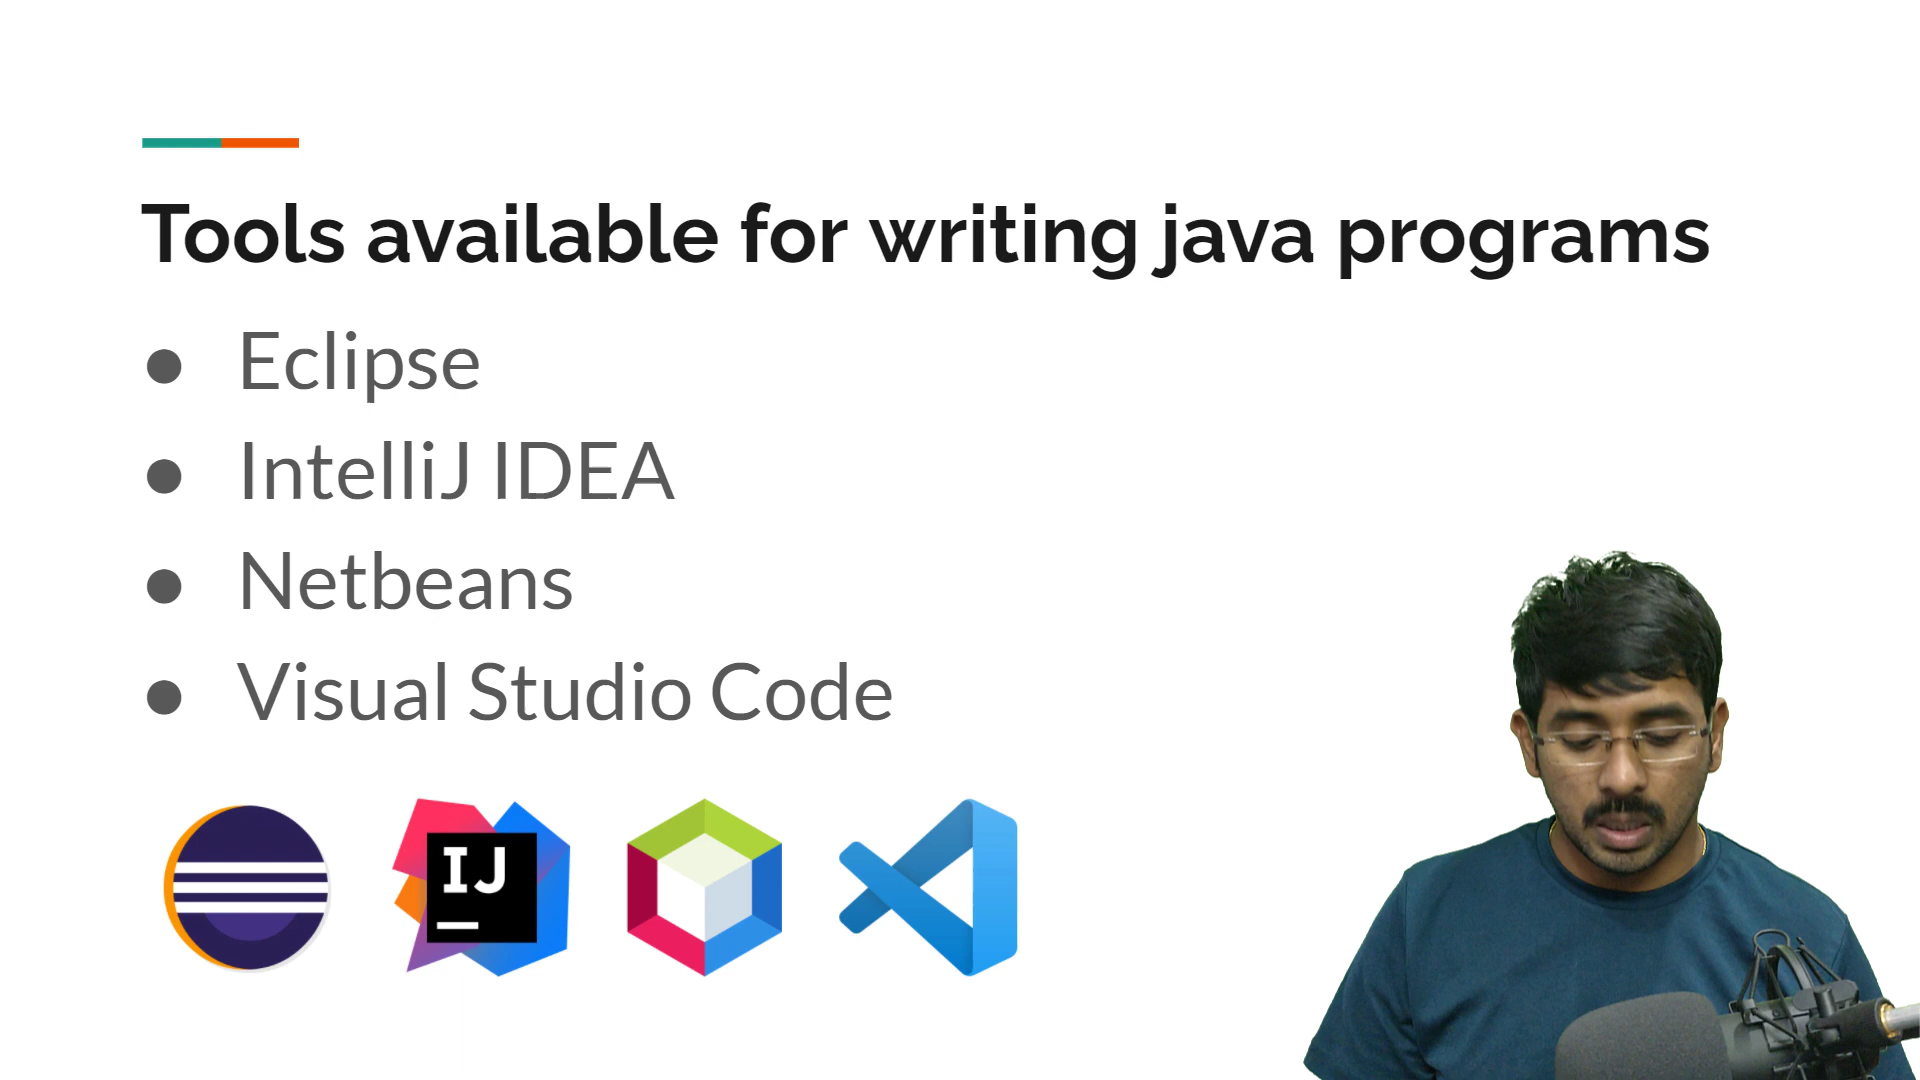 Tools available for writing java programs
● Eclipse
● IntelliJ IDEA
● Netbeans
● Visual Studio Code
IJ